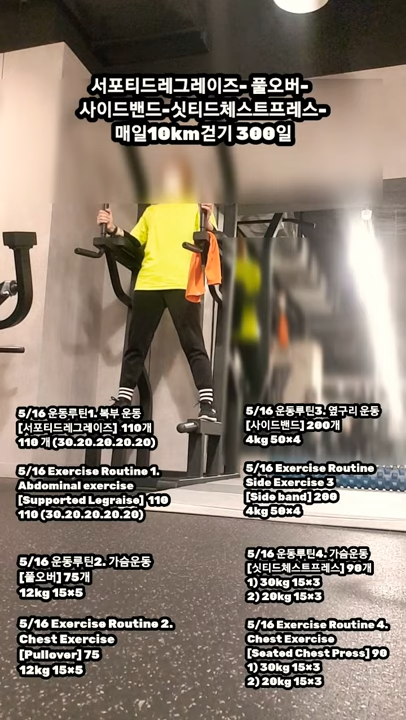 서포티드레그레이즈- 풀오버-
사이드밴드-싯티드체스트프레스-
매일10km걷기 300일
5/16 운동루틴1. 복부 운동
[서포티드레그레이즈] 110개
110 개 (30.20.20.20.20)
5/16 Exercise Routine 1.
Abdominal exercise
[Supported Legraise] 110
110 (30.20.20.20.20)
5/16 운동루틴2. 가슴운동
[풀오버] 75개
12kg 15×5
5/16 Exercise Routine 2.
Chest Exercise
[Pullover] 75
12kg 15×5
5/16 운동루틴3. 옆구리 운동
[사이드밴드] 200개
4kg 50×4
5/16 Exercise Routine
Side Exercise 3
[Side band] 200
4kg 50×4
5/16 운동루틴4. 가슴운동
[싯티드체스트프레스] 90개
1) 30kg 15×3
2) 20kg 15×3
5/16 Exercise Routine 4.
Chest Exercise
[Seated Chest Press] 90
1) 30kg 15×3
2) 20kg 15×3